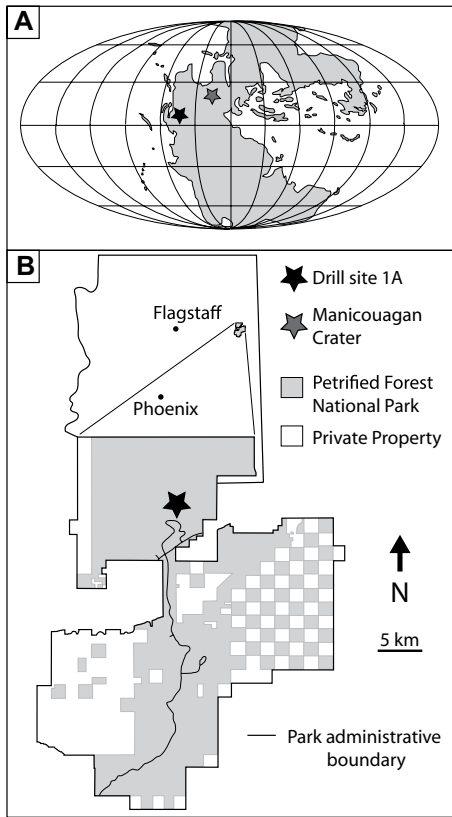 A
B
Flagstaff
Phoenix
Drill site 1A
Manicouagan
Crater
Petrified Forest
National Park
Private Property
N
5 km
Park administrative
boundary